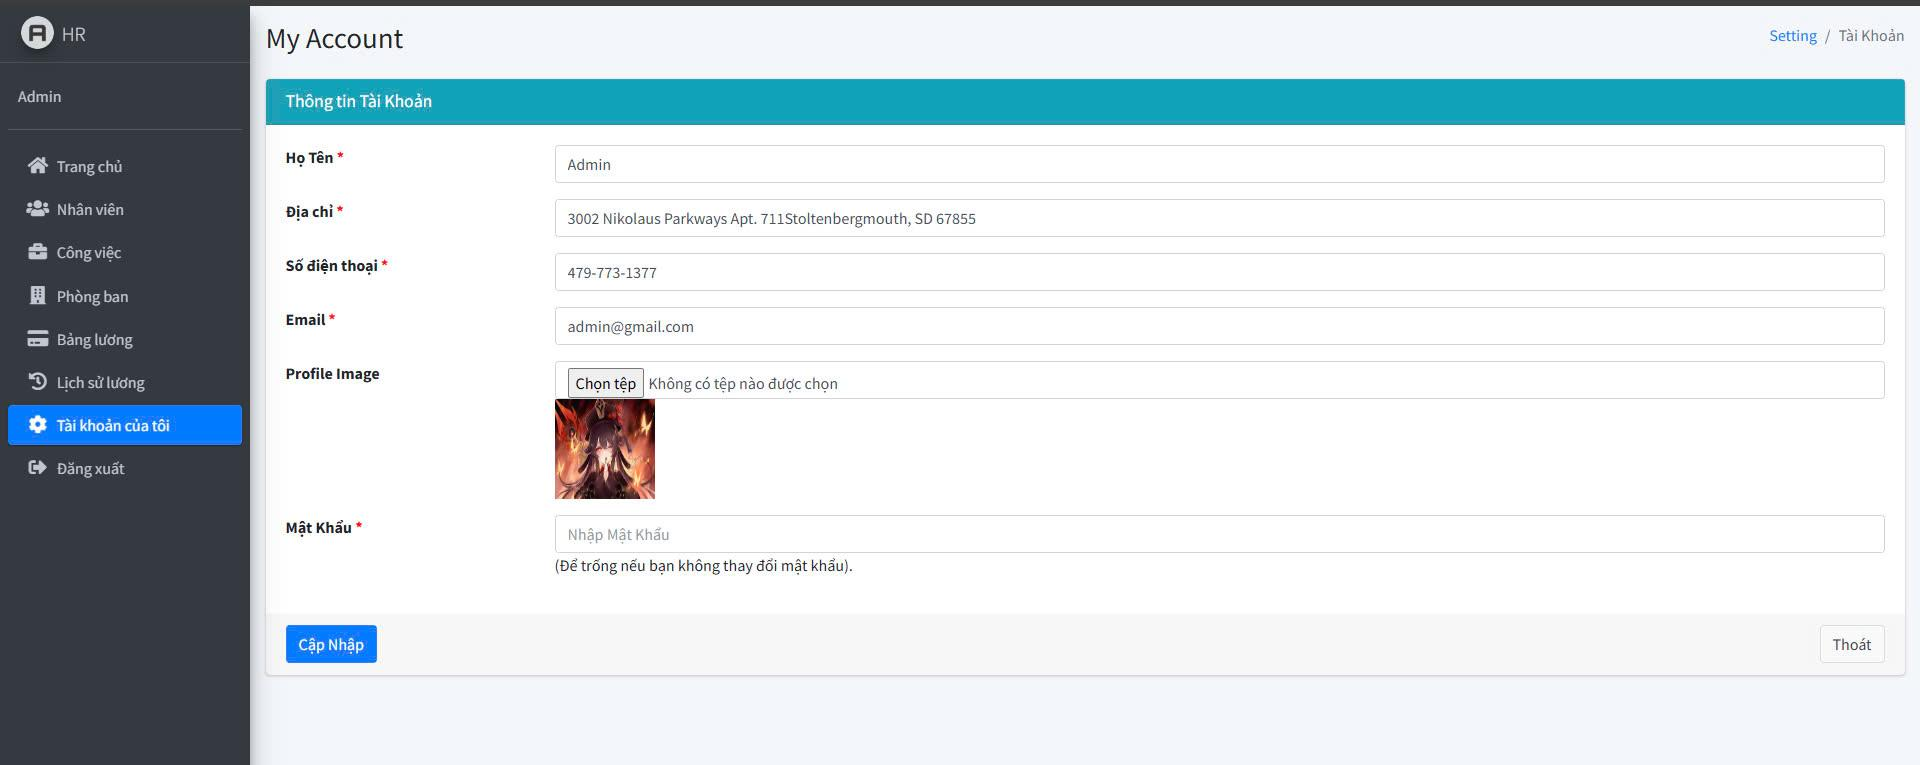 HR
Admin
Trang chủ
Nhân viên
Công việc
Phòng ban
Bảng lương
Lịch sử lương
Tài khoản của tôi
Đăng xuất
My Account
Setting / Tài Khoản
Thông tin Tài Khoản
Họ Tên *
Admin
Địa chỉ *
3002 Nikolaus Parkways Apt. 711Stoltenbergmouth, SD 67855
Số điện thoại *
479-773-1377
Email *
admin@gmail.com
Profile Image
Chọn tệp Không có tệp nào được chọn
Mật Khẩu *
Nhập Mật Khẩu
(Để trống nếu bạn không thay đổi mật khẩu).
Cập Nhập
Thoát